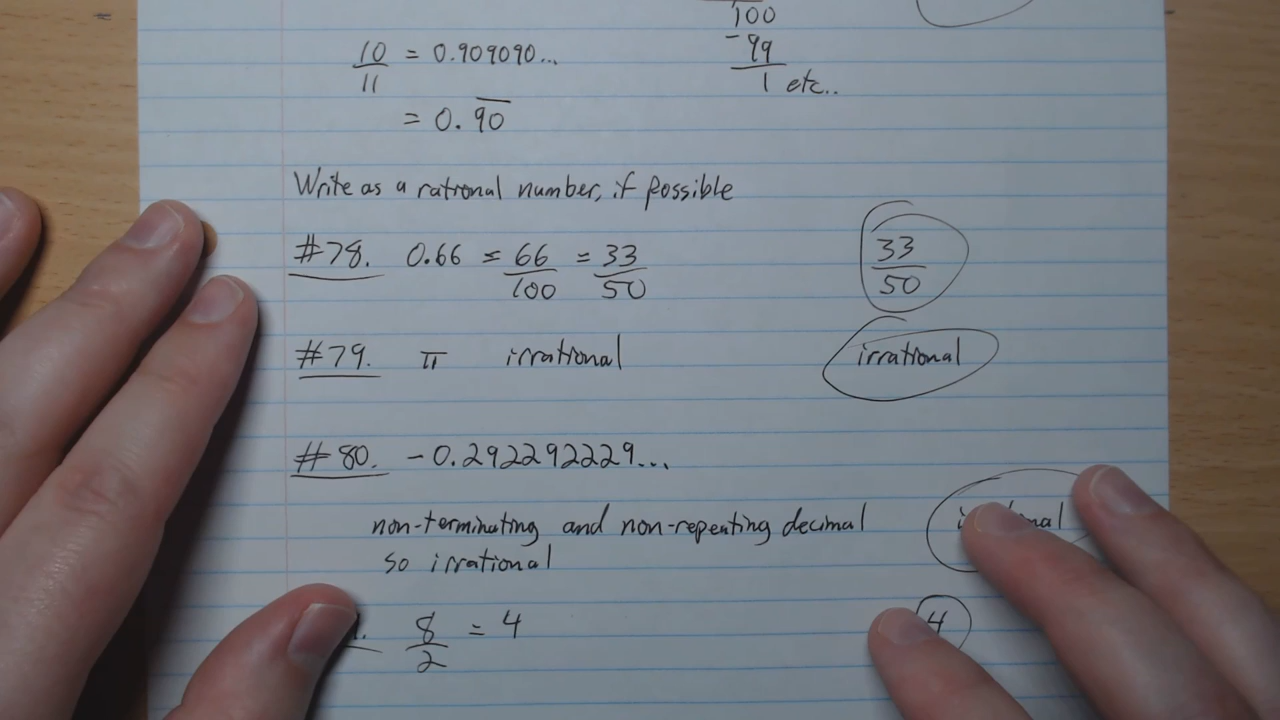 100
10/11 = 0.909090... - 99
1 etc..
= 0.9̅0̅
Write as a rational number, if possible
#78. 0.66 = 66/100 = 33/50 33/50
#79. π irrational irrational
#80. -0.292292229...
non-terminating and non-repeating decimal
so irrational
8/2 = 4 4